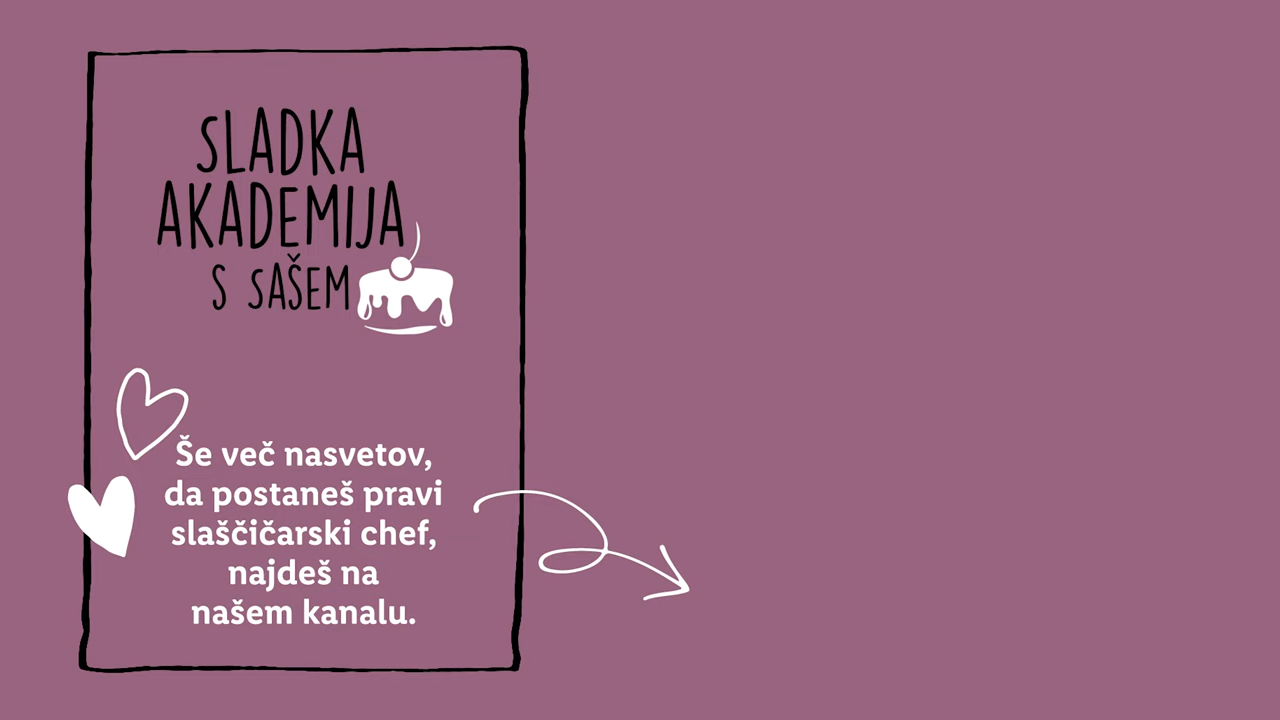 SLADKA
AKADEMIJA
S SAŠEM
Še več nasvetov,
da postaneš pravi
slaščičarski chef,
najdeš na
našem kanalu.